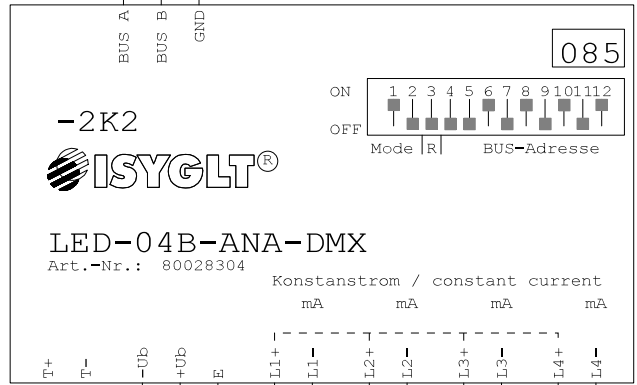 BUS A
BUS B
GND
085
ON
1 2 3 4 5 6 7 8 9 10 11 12
OFF
Mode R BUS-Adresse
-2K2
ISYGLT®
LED-04B-ANA-DMX
Art.-Nr.: 80028304
Konstanstrom / constant current
mA mA mA mA
T+ T- -Ub +Ub E L1+ L1- L2+ L2- L3+ L3- L4+ L4-